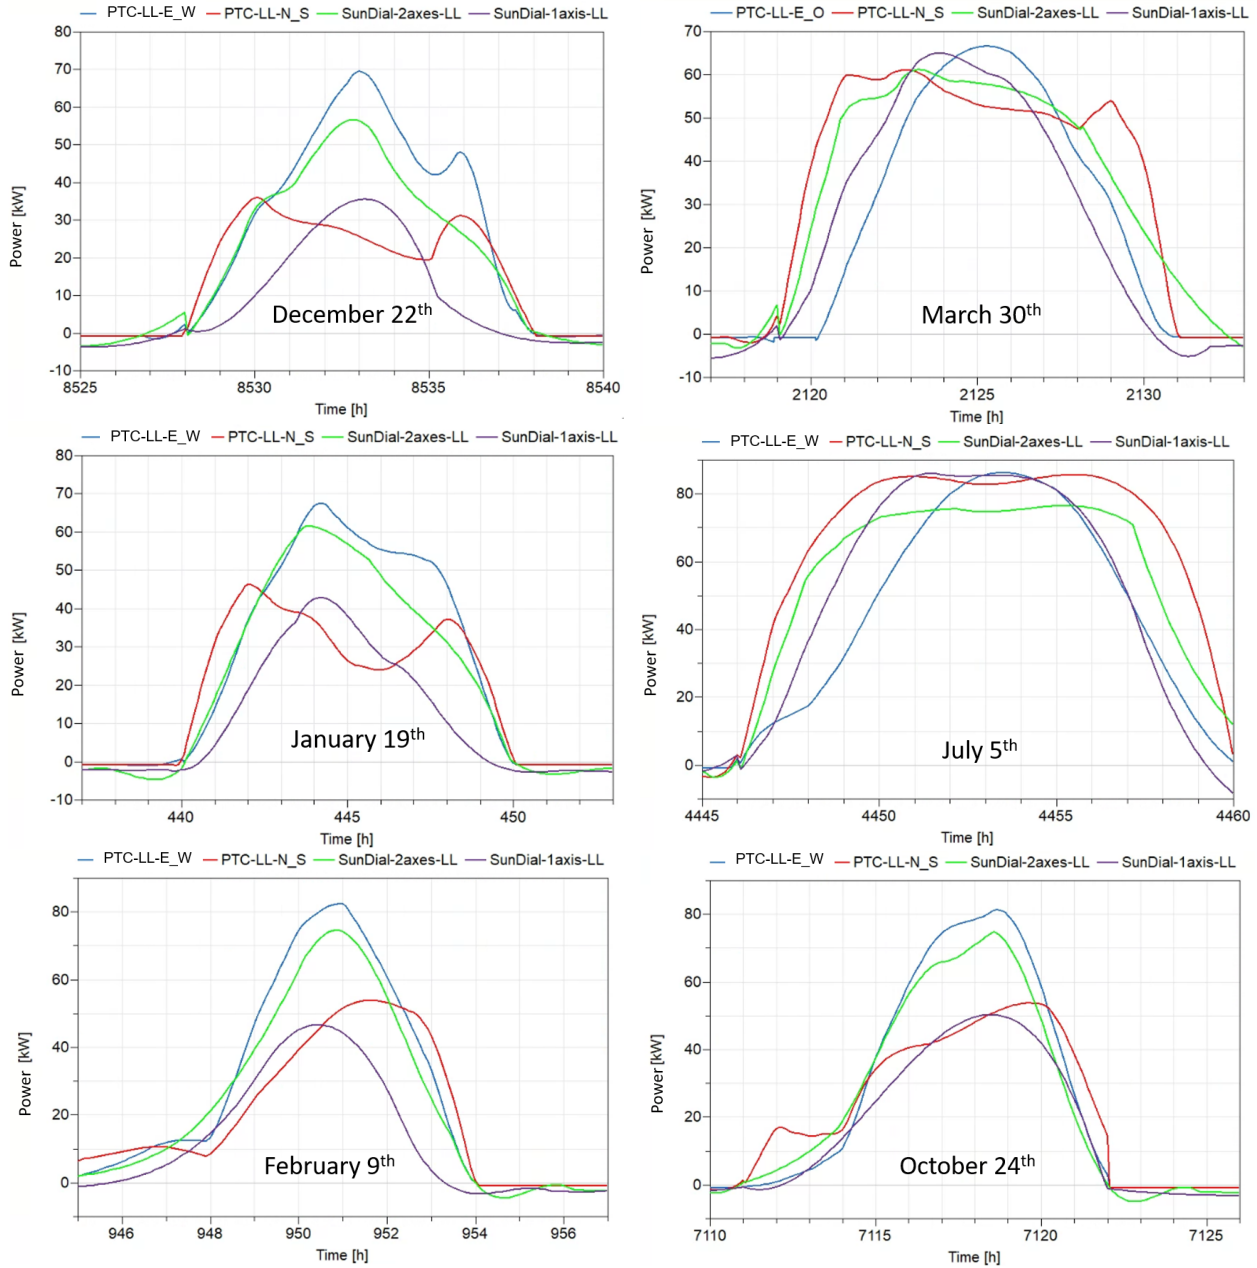 PTC-LL-E_W PTC-LL-N_S SunDial-2axes-LL SunDial-1axis-LL
80
70
60
50
40
30
20
10
0
-10
Power [kW]
December 22th
8525 8530 8535 8540
Time [h]
PTC-LL-E_O PTC-LL-N_S SunDial-2axes-LL SunDial-1axis-LL
70
60
50
40
30
20
10
0
-10
Power [kW]
March 30th
2120 2125 2130
Time [h]
PTC-LL-E_W PTC-LL-N_S SunDial-2axes-LL SunDial-1axis-LL
80
70
60
50
40
30
20
10
0
-10
Power [kW]
January 19th
440 445 450
Time [h]
PTC-LL-E_W PTC-LL-N_S SunDial-2axes-LL SunDial-1axis-LL
80
60
40
20
0
Power [kW]
July 5th
4445 4450 4455 4460
Time [h]
PTC-LL-E_W PTC-LL-N_S SunDial-2axes-LL SunDial-1axis-LL
80
60
40
20
0
Power [kW]
February 9th
946 948 950 952 954 956
Time [h]
PTC-LL-E_W PTC-LL-N_S SunDial-2axes-LL SunDial-1axis-LL
80
60
40
20
0
Power [kW]
October 24th
7110 7115 7120 7125
Time [h]